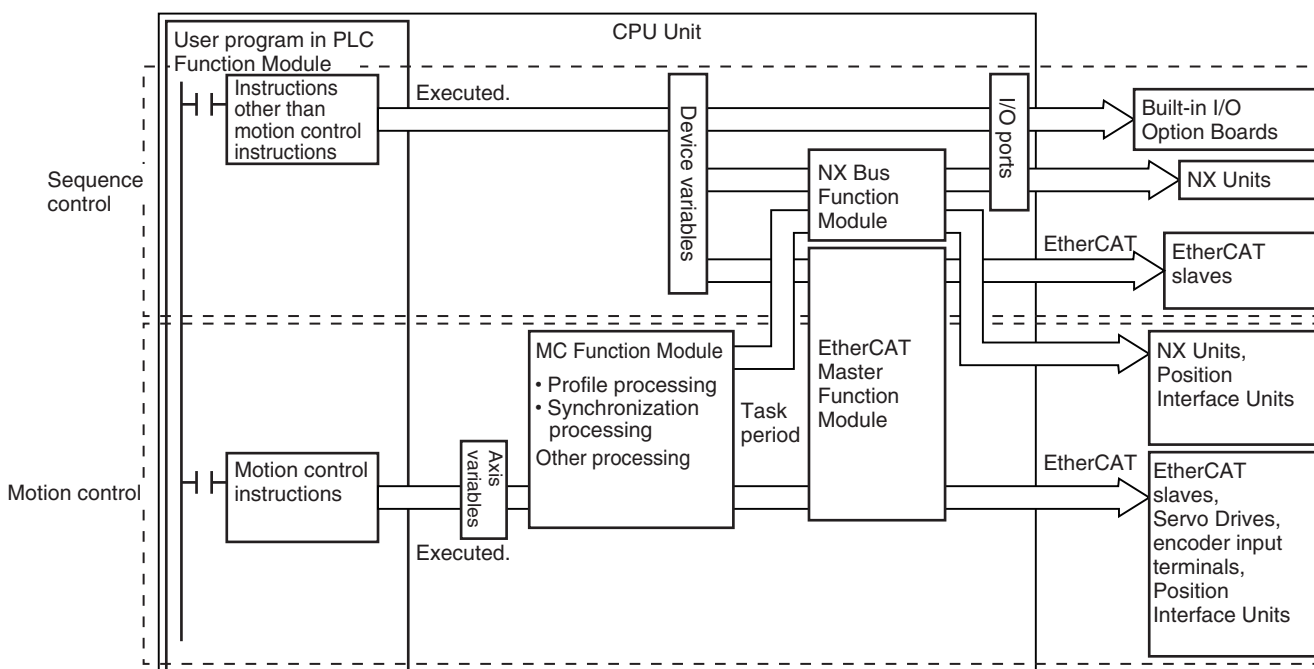 CPU Unit
User program in PLC
Function Module
Instructions
other than
motion control
instructions
Executed.
Device variables
I/O ports
Built-in I/O
Option Boards
Sequence
control
NX Bus
Function
Module
NX Units
EtherCAT
EtherCAT
slaves
MC Function Module
• Profile processing
• Synchronization
processing
Other processing
Task
period
EtherCAT
Master
Function
Module
NX Units,
Position
Interface Units
Motion control
Motion control
instructions
Axis
variables
Executed.
EtherCAT
EtherCAT
slaves,
Servo Drives,
encoder input
terminals,
Position
Interface Units